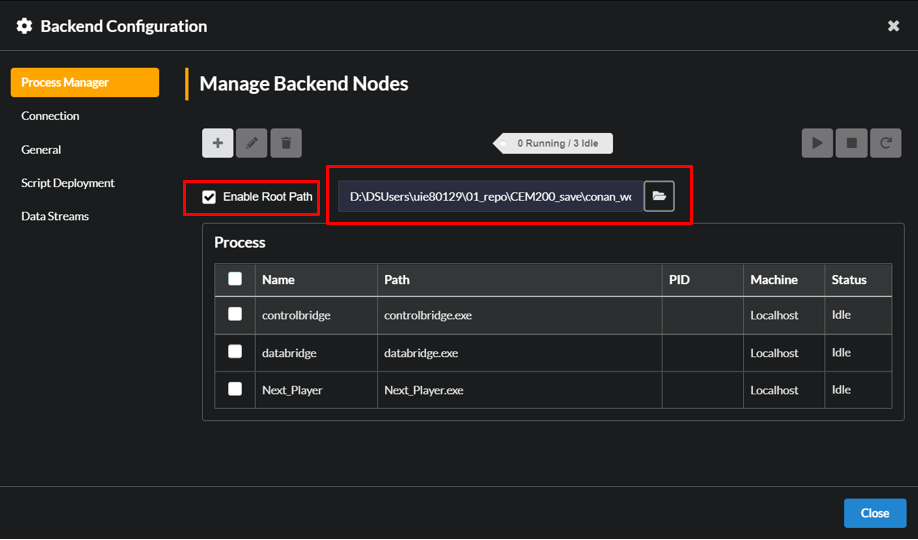 Backend Configuration
Process Manager
Manage Backend Nodes
Connection
General
Script Deployment
Data Streams
0 Running / 3 Idle
Enable Root Path
D:\DSUsers\uie80129\01_repo\CEM200_save\conan_wo
Process
Name Path PID Machine Status
controlbridge controlbridge.exe Localhost Idle
databridge databridge.exe Localhost Idle
Next_Player Next_Player.exe Localhost Idle
Close